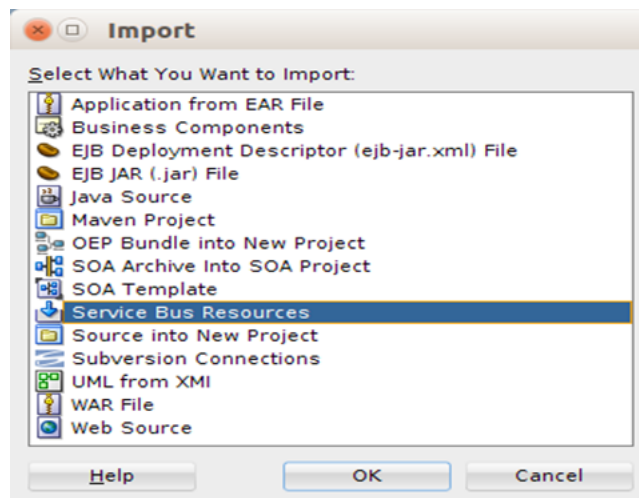 Import
Select What You Want to Import:
Application from EAR File
Business Components
EJB Deployment Descriptor (ejb-jar.xml) File
EJB JAR (.jar) File
Java Source
Maven Project
OEP Bundle into New Project
SOA Archive Into SOA Project
SOA Template
Service Bus Resources
Source into New Project
Subversion Connections
UML from XMI
WAR File
Web Source
Help OK Cancel